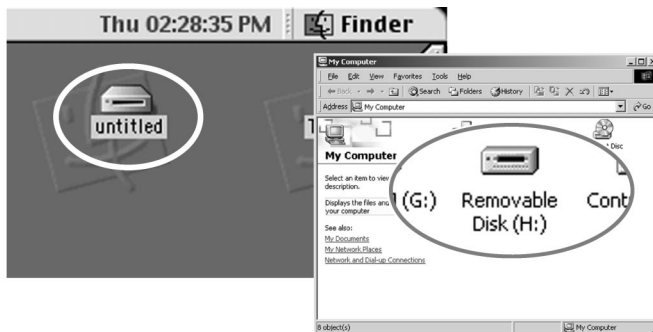 Thu 02:28:35 PM
Finder
untitled
My Computer
File Edit View Favorites Tools Help
Back Search Folders History
Address My Computer Go
My Computer
Select an item to view
description.
Displays the files and
your computer
See also:
My Documents
My Network Places
Network and Dial-up Connections
Disc
(G:)
Removable
Disk (H:)
Cont
8 object(s)
My Computer